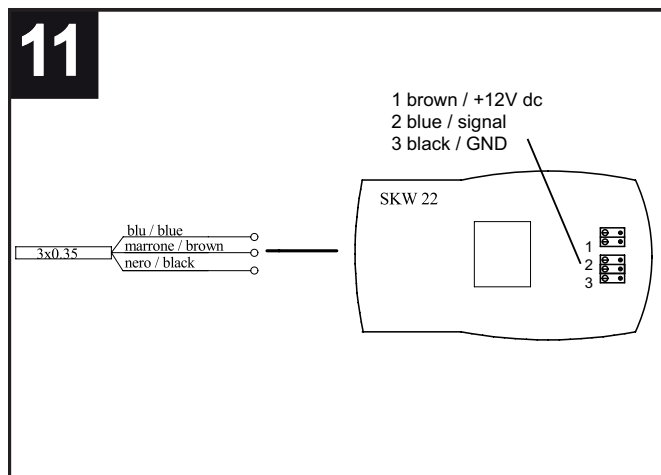 11
1 brown / +12V dc
2 blue / signal
3 black / GND
SKW 22
blu / blue
marrone / brown
3x0.35
nero / black
1
2
3